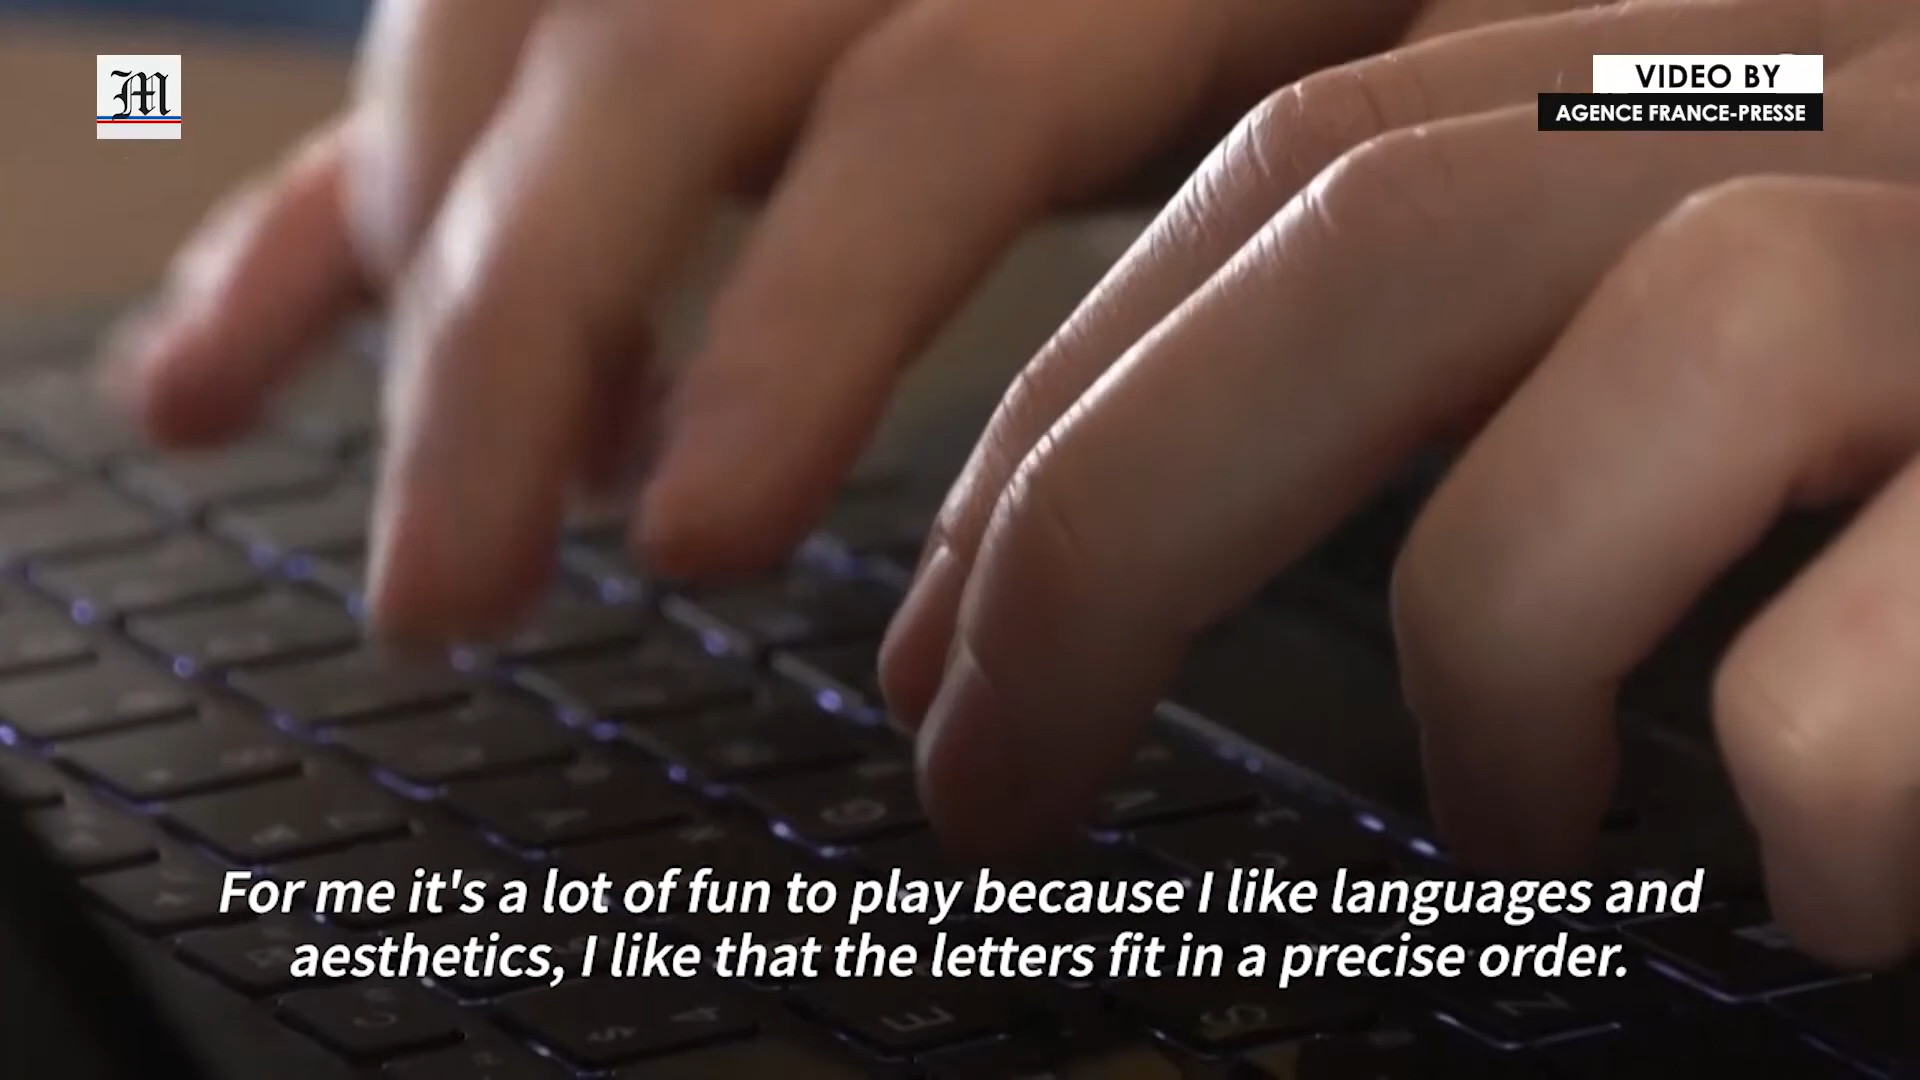 M
VIDEO BY
AGENCE FRANCE-PRESSE
For me it's a lot of fun to play because I like languages and
aesthetics, I like that the letters fit in a precise order.